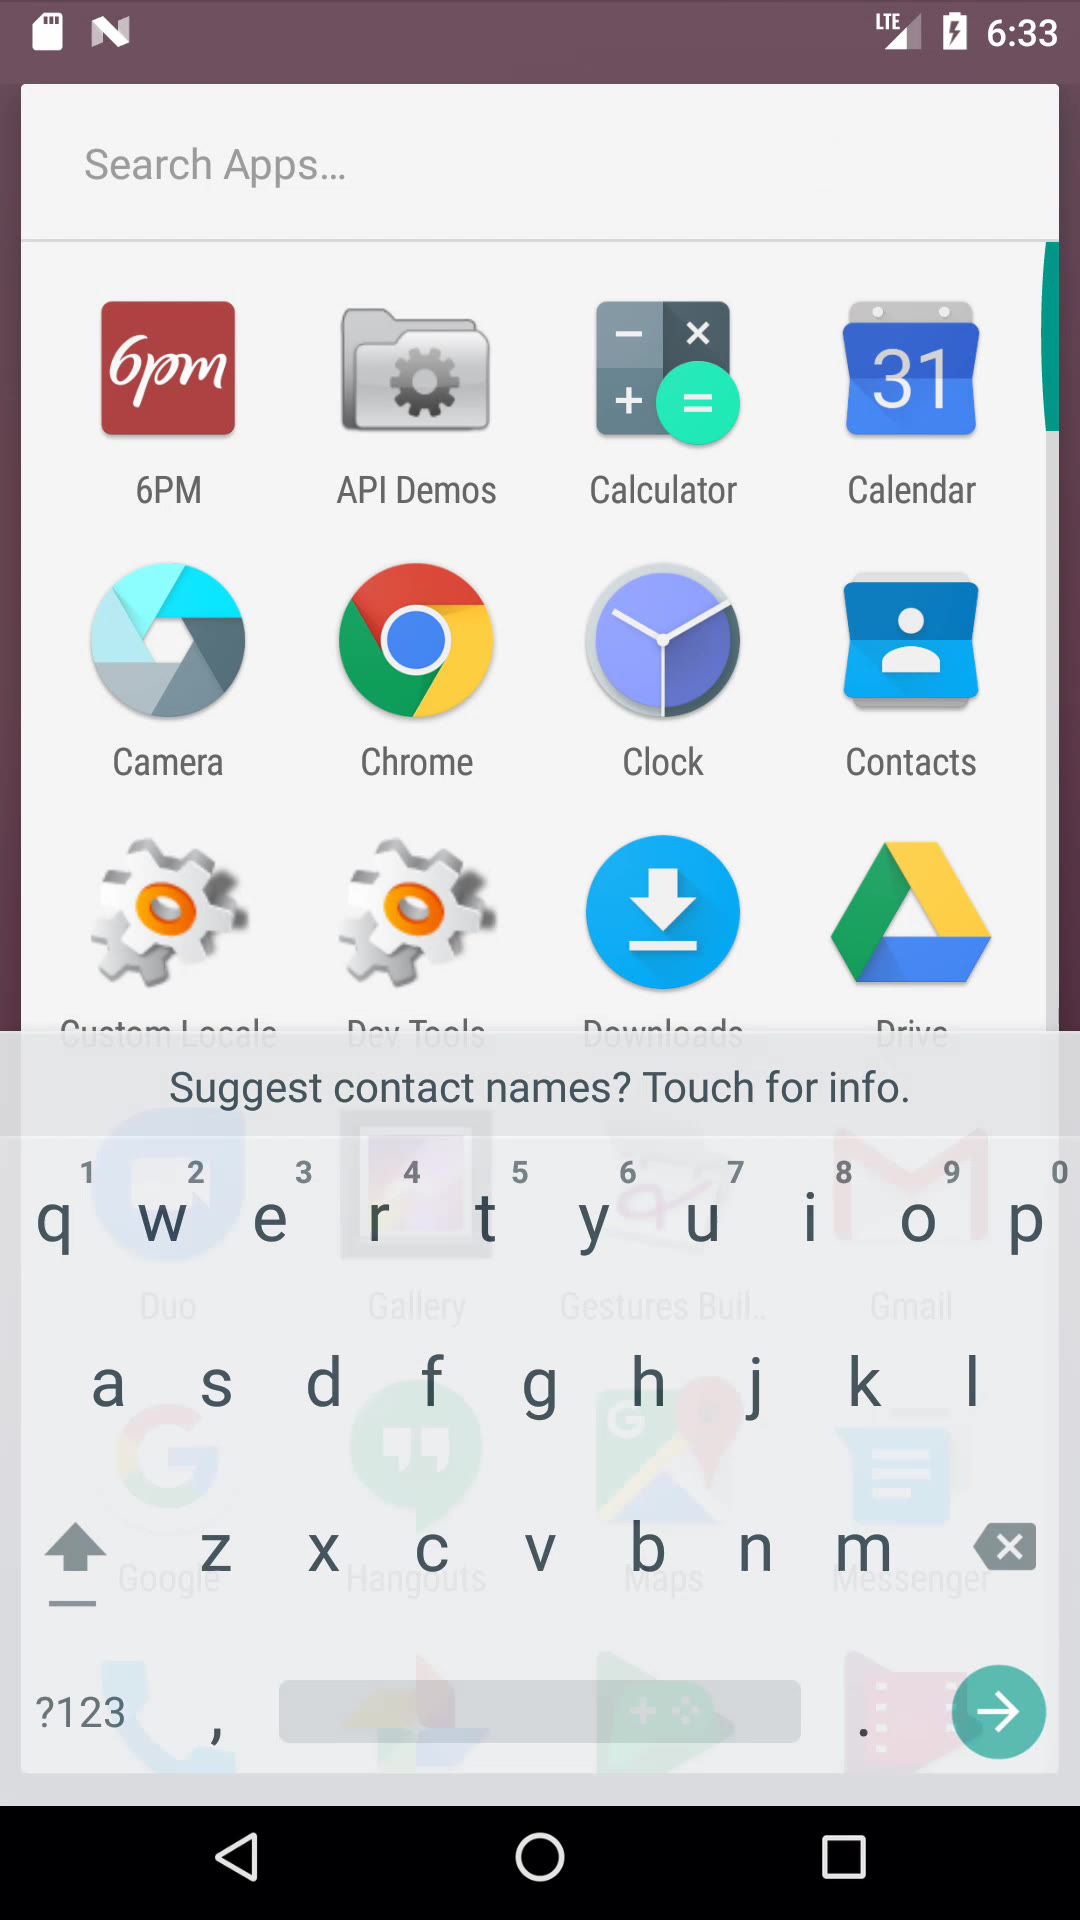 LTE 6:33
Search Apps...
6pm 31
6PM API Demos Calculator Calendar
Camera Chrome Clock Contacts
Custom Locale Dev Tools Downloads Drive
Suggest contact names? Touch for info.
1 2 3 4 5 6 7 8 9 0
q w e r t y u i o p
Duo Gallery Gestures Buil.. Gmail
a s d f g h j k l
z x c v b n m
Google Hangouts Maps Messenger
?123 , .